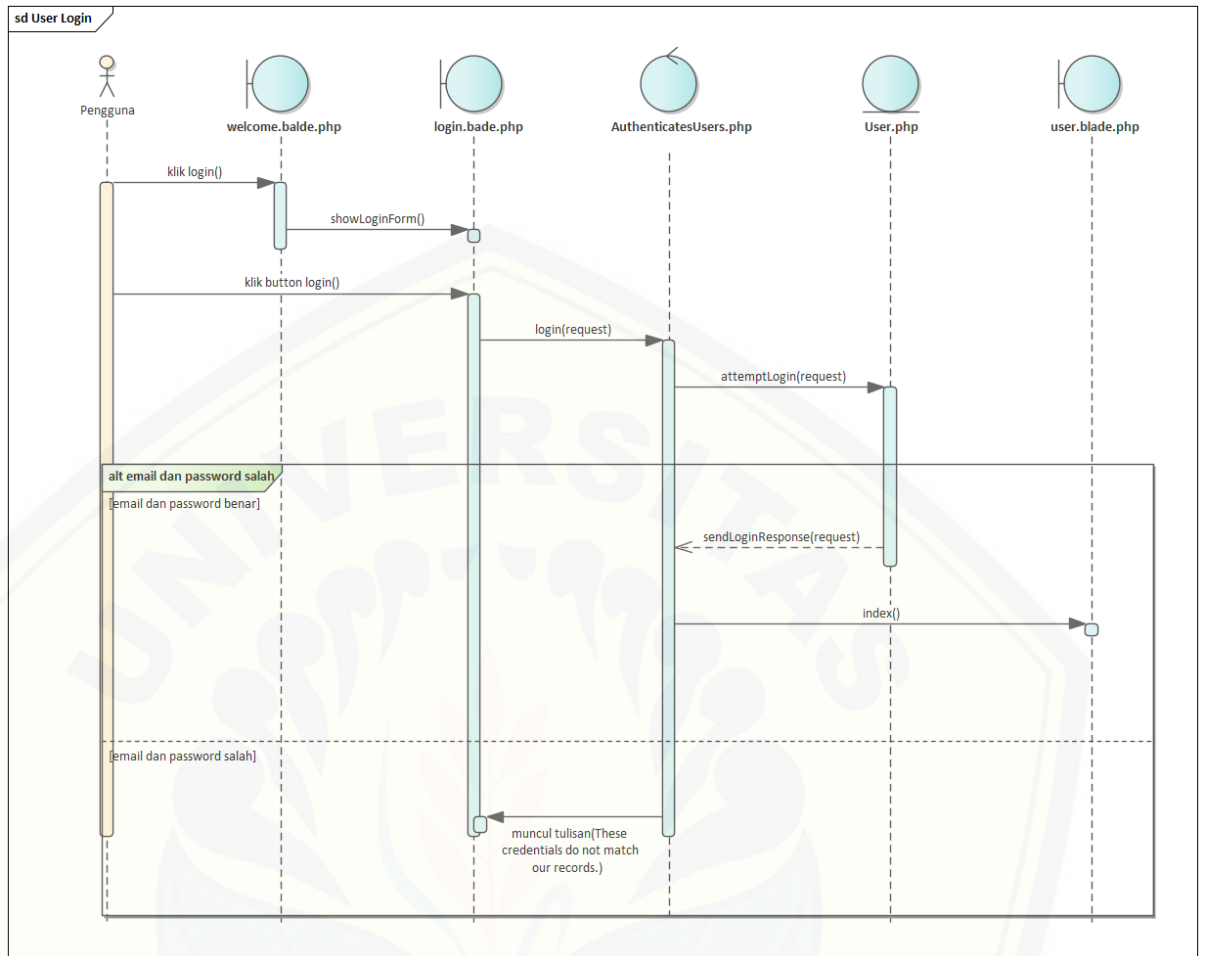 sd User Login
Pengguna
welcome.balde.php
login.bade.php
AuthenticatesUsers.php
User.php
user.blade.php
klik login()
showLoginForm()
klik button login()
login(request)
attemptLogin(request)
alt email dan password salah
[email dan password benar]
sendLoginResponse(request)
index()
[email dan password salah]
muncul tulisan(These
credentials do not match
our records.)
UNIVERSITAS